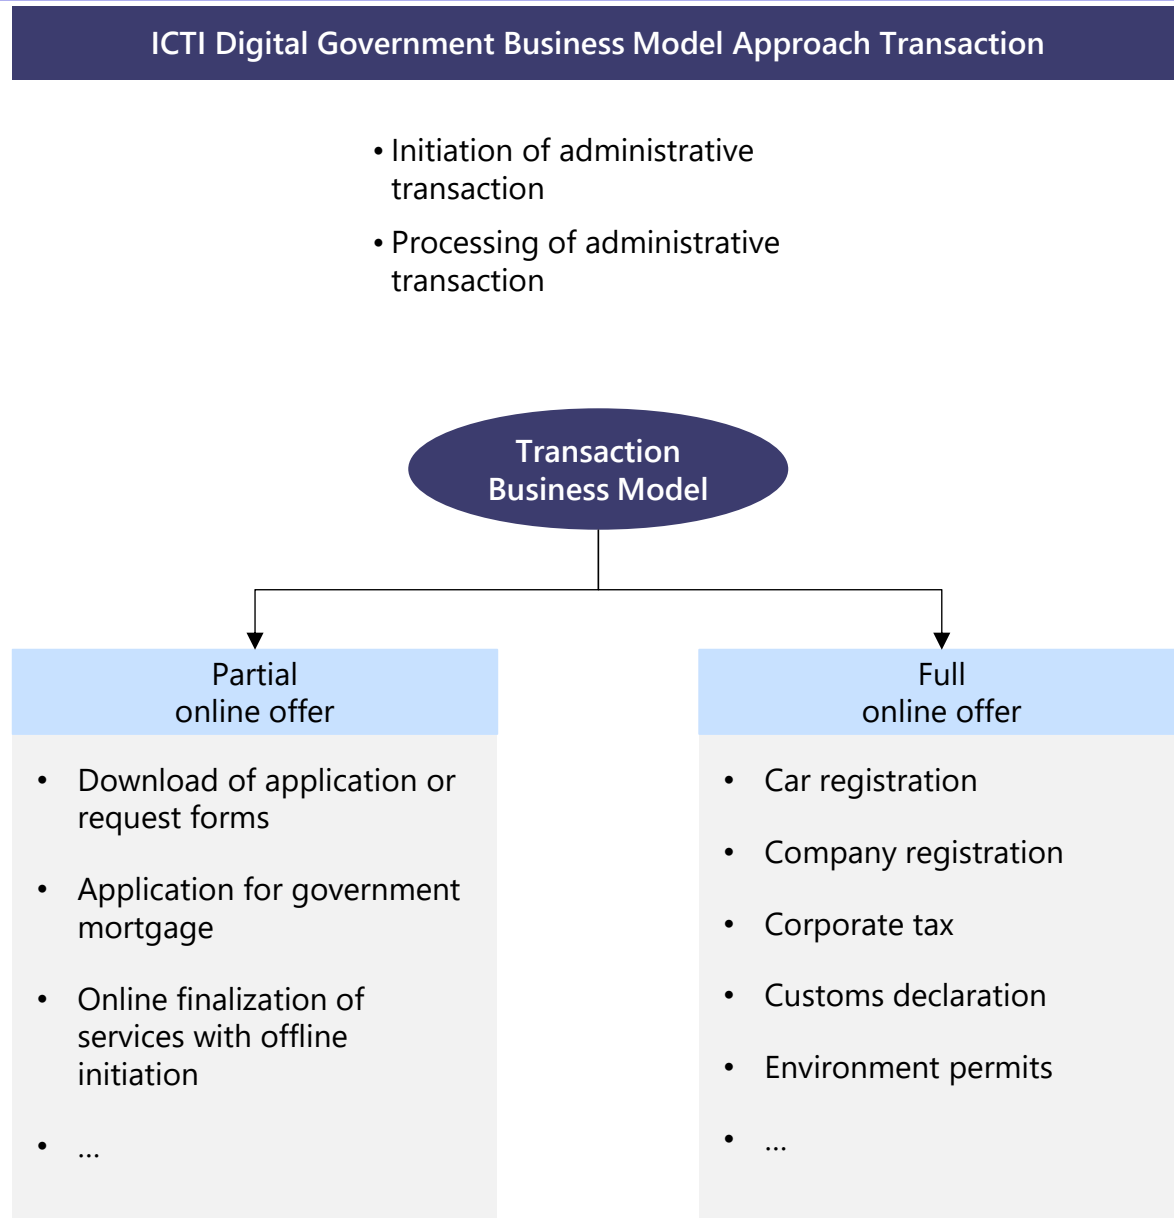 ICTI Digital Government Business Model Approach Transaction
• Initiation of administrative
transaction
• Processing of administrative
transaction
Transaction
Business Model
Partial
online offer
• Download of application or
request forms
• Application for government
mortgage
• Online finalization of
services with offline
initiation
• ...
Full
online offer
• Car registration
• Company registration
• Corporate tax
• Customs declaration
• Environment permits
• ...